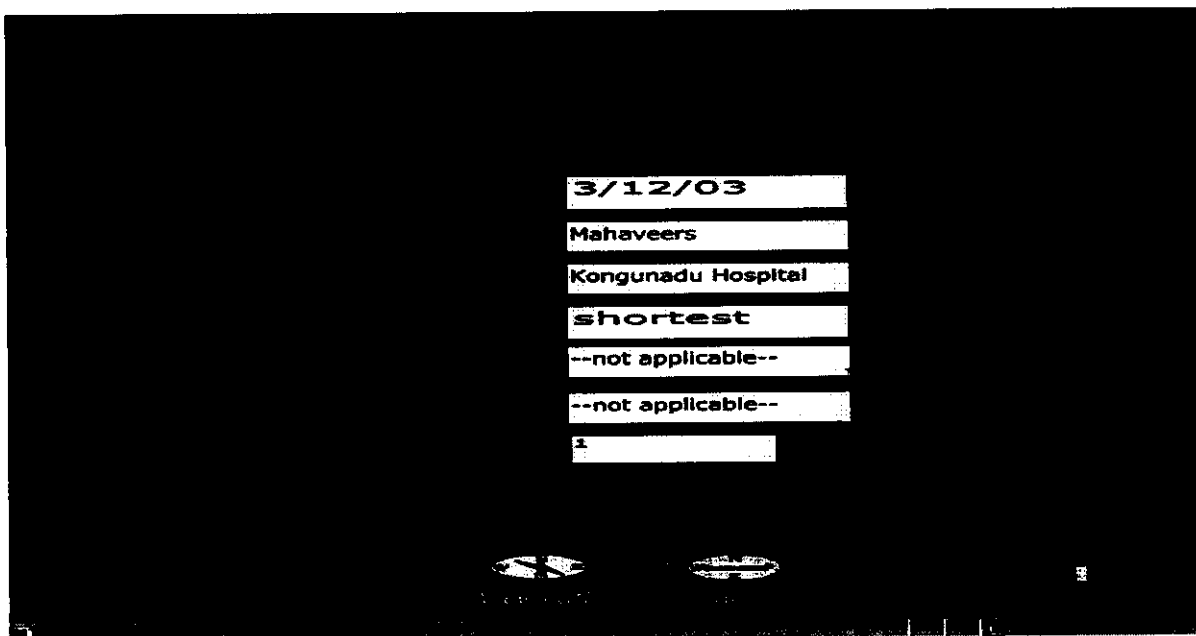 3/12/03
Mahaveers
Kongunadu Hospital
shortest
--not applicable--
--not applicable--
1